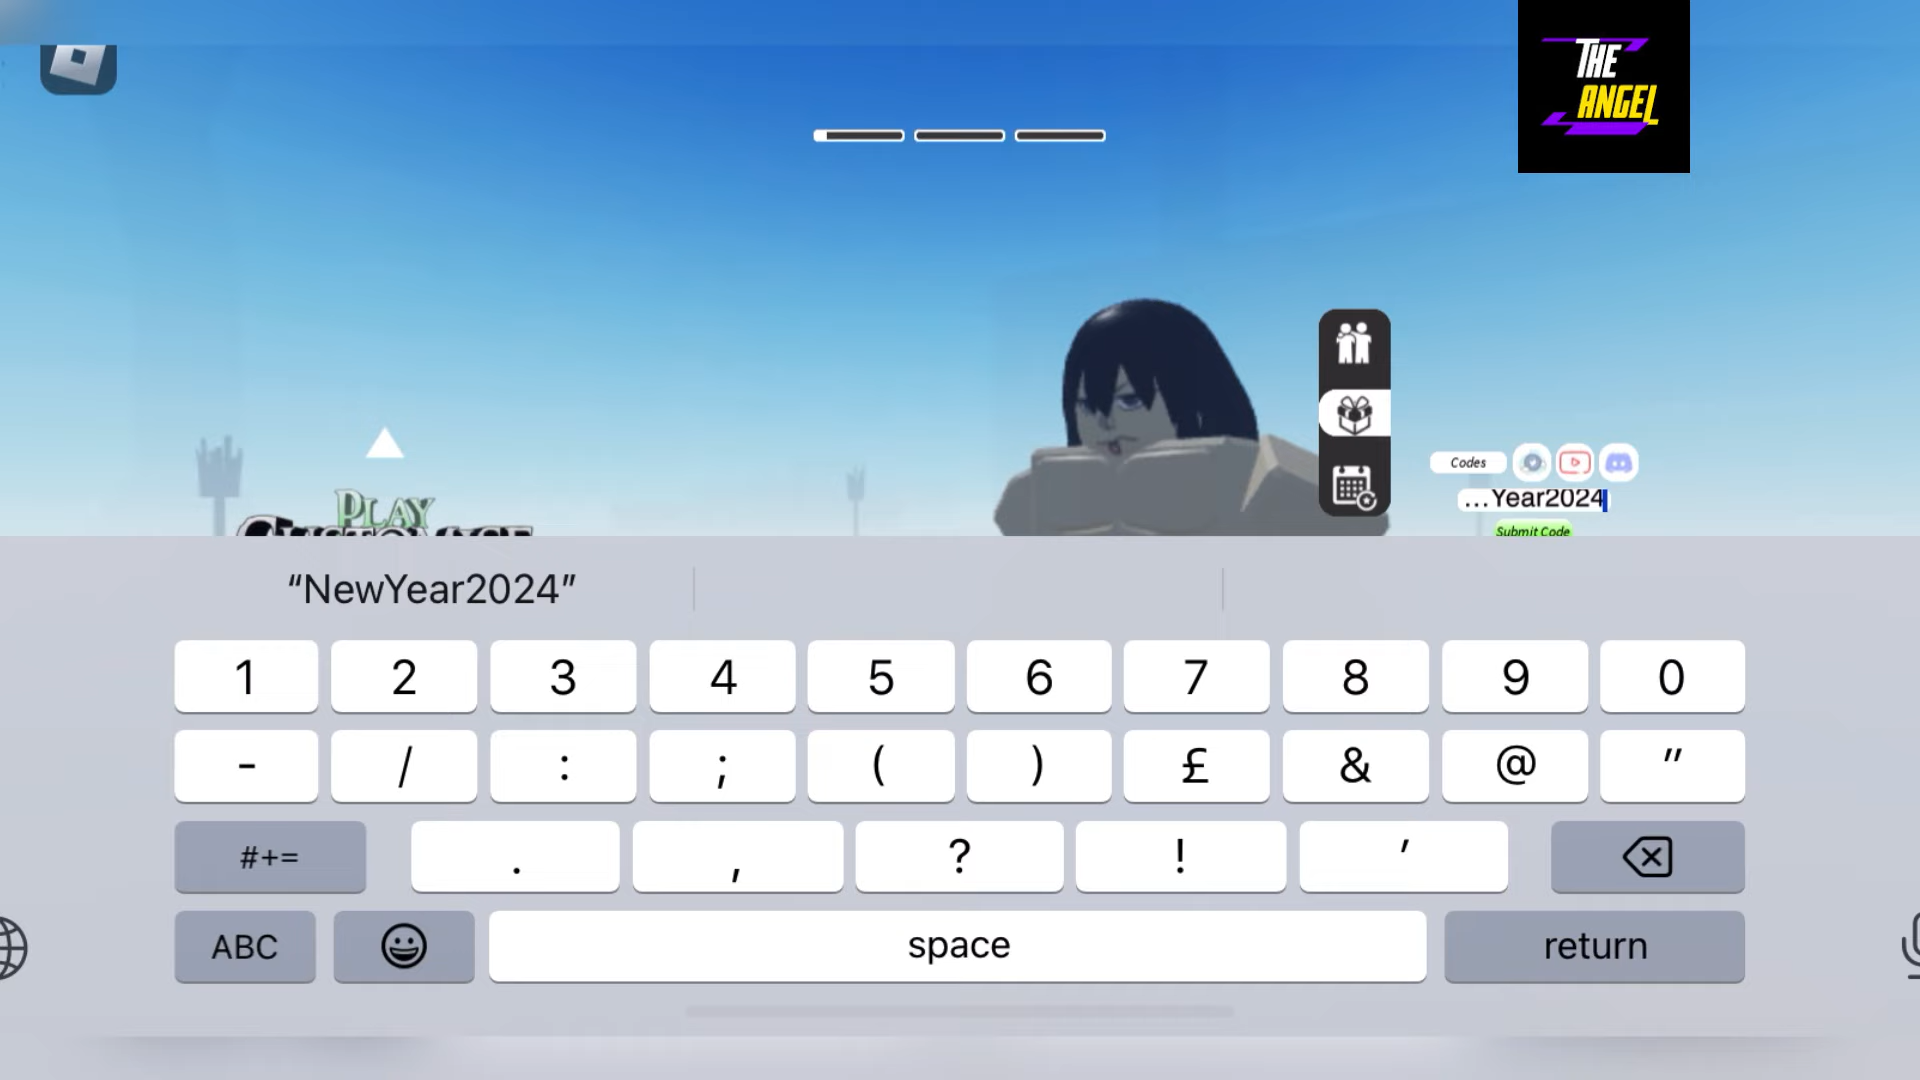 THE
ANGEL
PLAY
CUSTOMISE
Codes
...Year2024
Submit Code
“NewYear2024”
1 2 3 4 5 6 7 8 9 0
- / : ; ( ) £ & @ "
#+= . , ? ! '
ABC space return